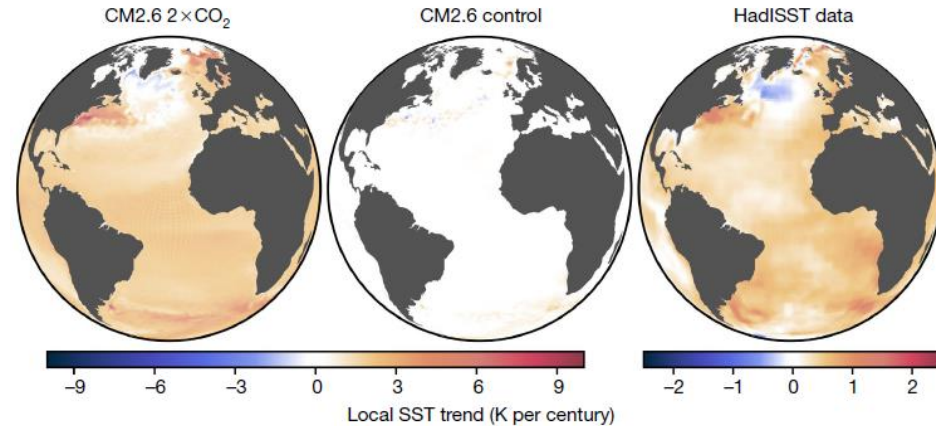 CM2.6 2×CO₂ CM2.6 control HadISST data
−9 −6 −3 0 3 6 9 −2 −1 0 1 2
Local SST trend (K per century)